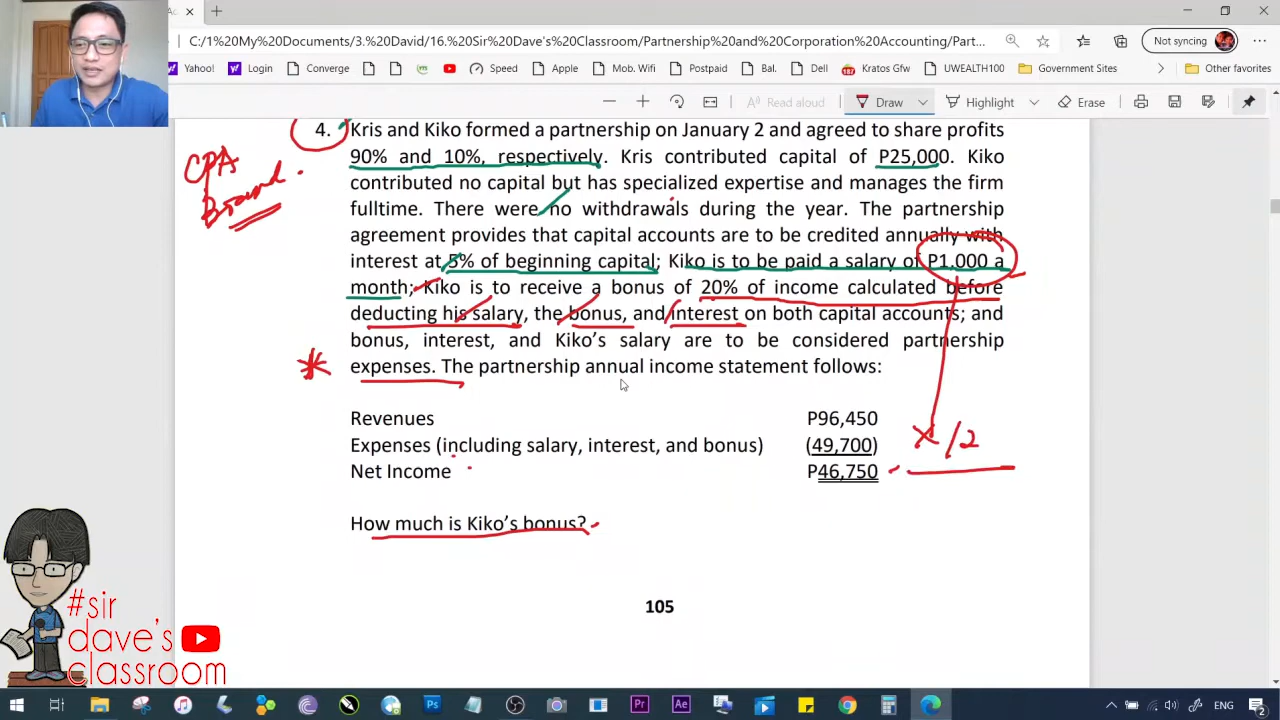 C:/1%20My%20Documents/3.%20David/16.%20Sir%20Dave's%20Classroom/Partnership%20and%20Corporation%20Accounting/Part...
Not syncing
Yahoo!
Login
Converge
Speed
Apple
Mob. Wifi
Postpaid
Bal.
Dell
Kristos Gfw
UWEALTH100
Government Sites
Other favorites
Read aloud
Draw
Highlight
Erase
CPA
Board
4. Kris and Kiko formed a partnership on January 2 and agreed to share profits
90% and 10%, respectively. Kris contributed capital of P25,000. Kiko
contributed no capital but has specialized expertise and manages the firm
fulltime. There were no withdrawals during the year. The partnership
agreement provides that capital accounts are to be credited annually with
interest at 5% of beginning capital; Kiko is to be paid a salary of P1,000 a
month; Kiko is to receive a bonus of 20% of income calculated before
deducting his salary, the bonus, and interest on both capital accounts; and
bonus, interest, and Kiko's salary are to be considered partnership
expenses. The partnership annual income statement follows:
Revenues P96,450
Expenses (including salary, interest, and bonus) (49,700)
x 12
Net Income P46,750
How much is Kiko's bonus?
105
#sir
dave's
classroom
ENG
2